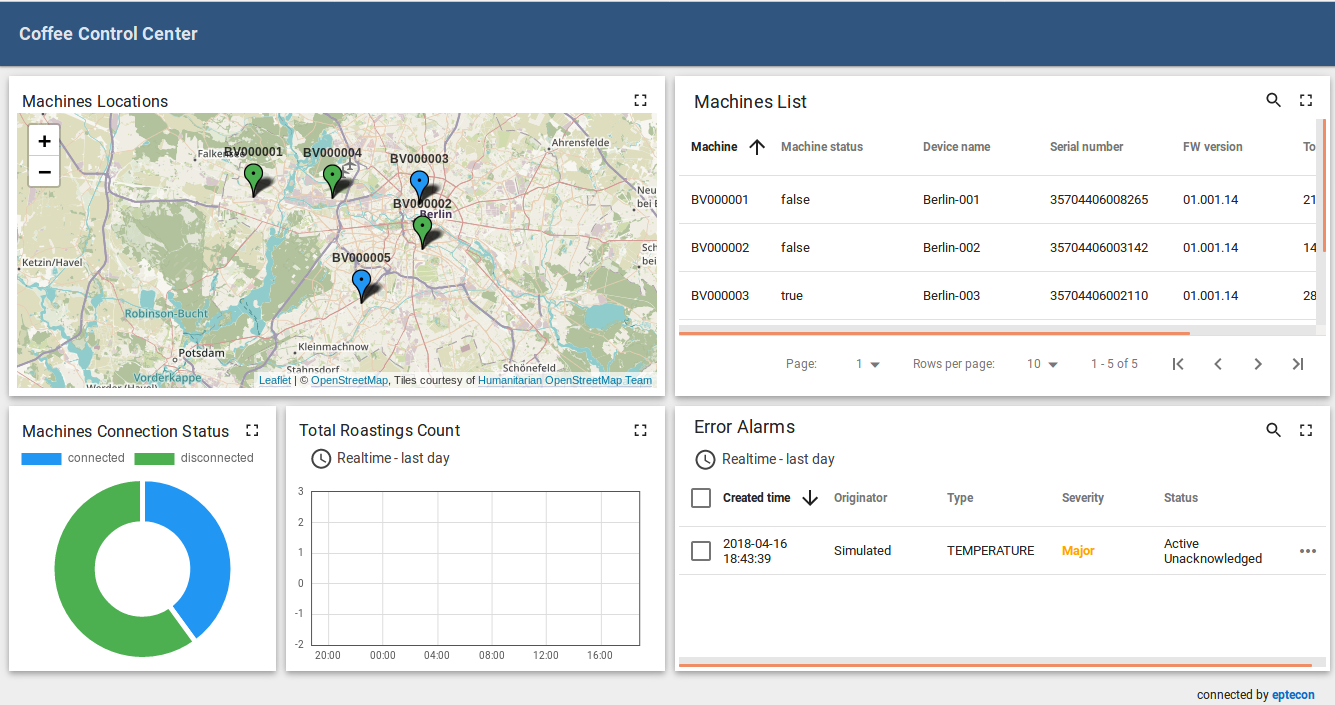 Coffee Control Center
Machines Locations
+
−
BV000001
BV000004
BV000003
BV000002
BV000005
Ahrensfelde
Berlin
Ketzin/Havel
Robinson-Bucht
Potsdam
Kleinmachnow
Stahnsdorf
Schönefeld
Vorderkappe
Werder (Havel)
Neu
bei B
Sch
bei
Leaflet | © OpenStreetMap, Tiles courtesy of Humanitarian OpenStreetMap Team
Machines List
Machine Machine status Device name Serial number FW version To
BV000001 false Berlin-001 35704406008265 01.001.14 21
BV000002 false Berlin-002 35704406003142 01.001.14 14
BV000003 true Berlin-003 35704406002110 01.001.14 28
Page: 1 Rows per page: 10 1 - 5 of 5
Machines Connection Status
connected disconnected
Total Roastings Count
Realtime - last day
3
2
1
0
-1
-2
20:00 00:00 04:00 08:00 12:00 16:00
Error Alarms
Realtime - last day
Created time Originator Type Severity Status
2018-04-16
18:43:39
Simulated
TEMPERATURE
Major
Active
Unacknowledged
connected by eptecon